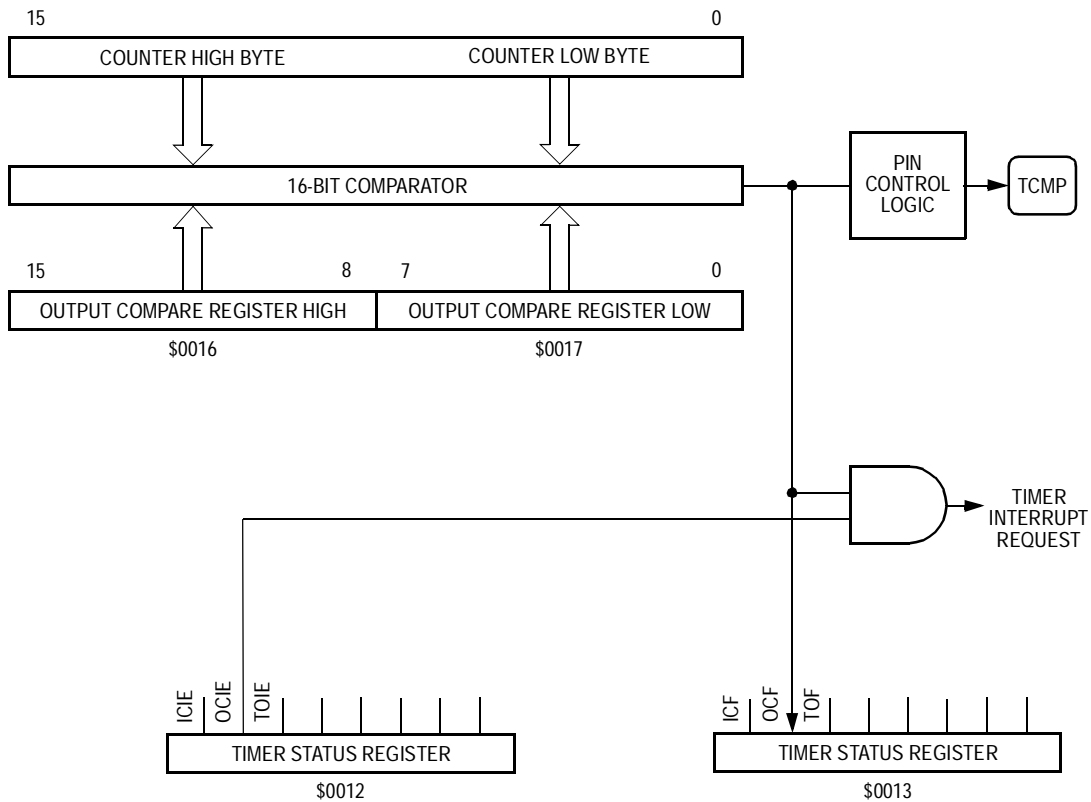 15 0
COUNTER HIGH BYTE COUNTER LOW BYTE
16-BIT COMPARATOR
PIN
CONTROL
LOGIC
TCMP
15 8 7 0
OUTPUT COMPARE REGISTER HIGH OUTPUT COMPARE REGISTER LOW
$0016 $0017
TIMER
INTERRUPT
REQUEST
ICIE OCIE TOIE
TIMER STATUS REGISTER
$0012
ICF OCF TOF
TIMER STATUS REGISTER
$0013